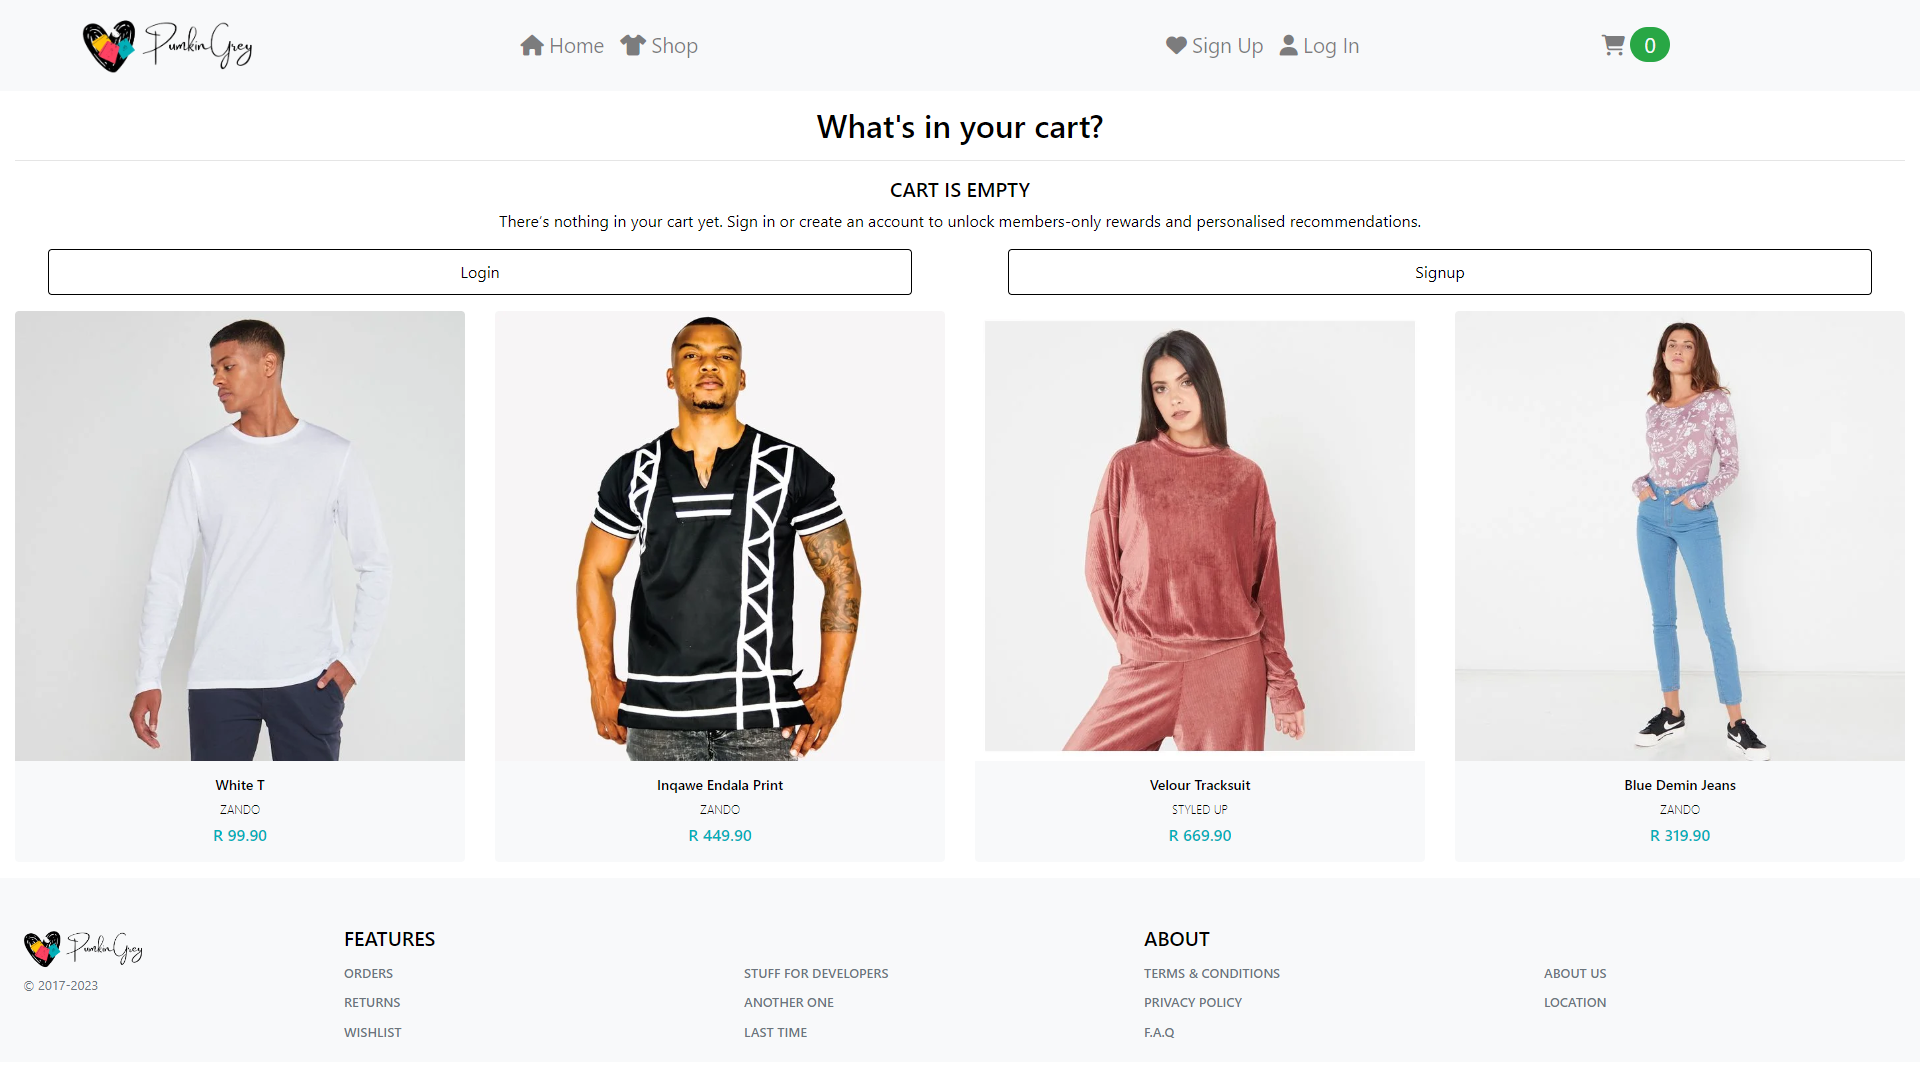 PumkinGrey
Home
Shop
Sign Up
Log In
0
What's in your cart?
CART IS EMPTY
There's nothing in your cart yet. Sign in or create an account to unlock members-only rewards and personalised recommendations.
Login
Signup
White T
ZANDO
R 99.90
Inqawe Endala Print
ZANDO
R 449.90
Velour Tracksuit
STYLED UP
R 669.90
Blue Demin Jeans
ZANDO
R 319.90
PumkinGrey
© 2017-2023
FEATURES
ORDERS
RETURNS
WISHLIST
STUFF FOR DEVELOPERS
ANOTHER ONE
LAST TIME
ABOUT
TERMS & CONDITIONS
PRIVACY POLICY
F.A.Q
ABOUT US
LOCATION